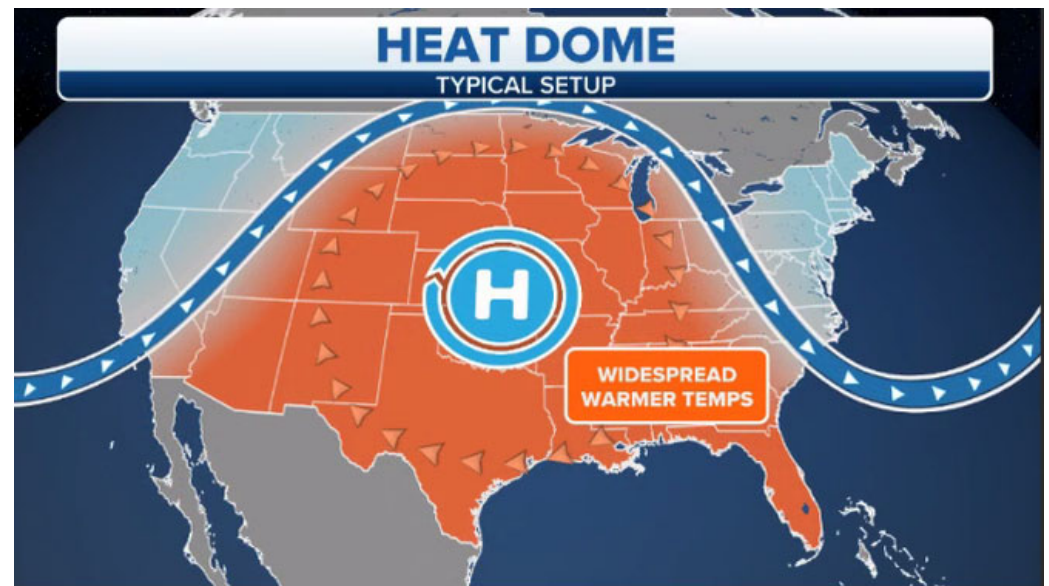 HEAT DOME
TYPICAL SETUP
H
WIDESPREAD
WARMER TEMPS